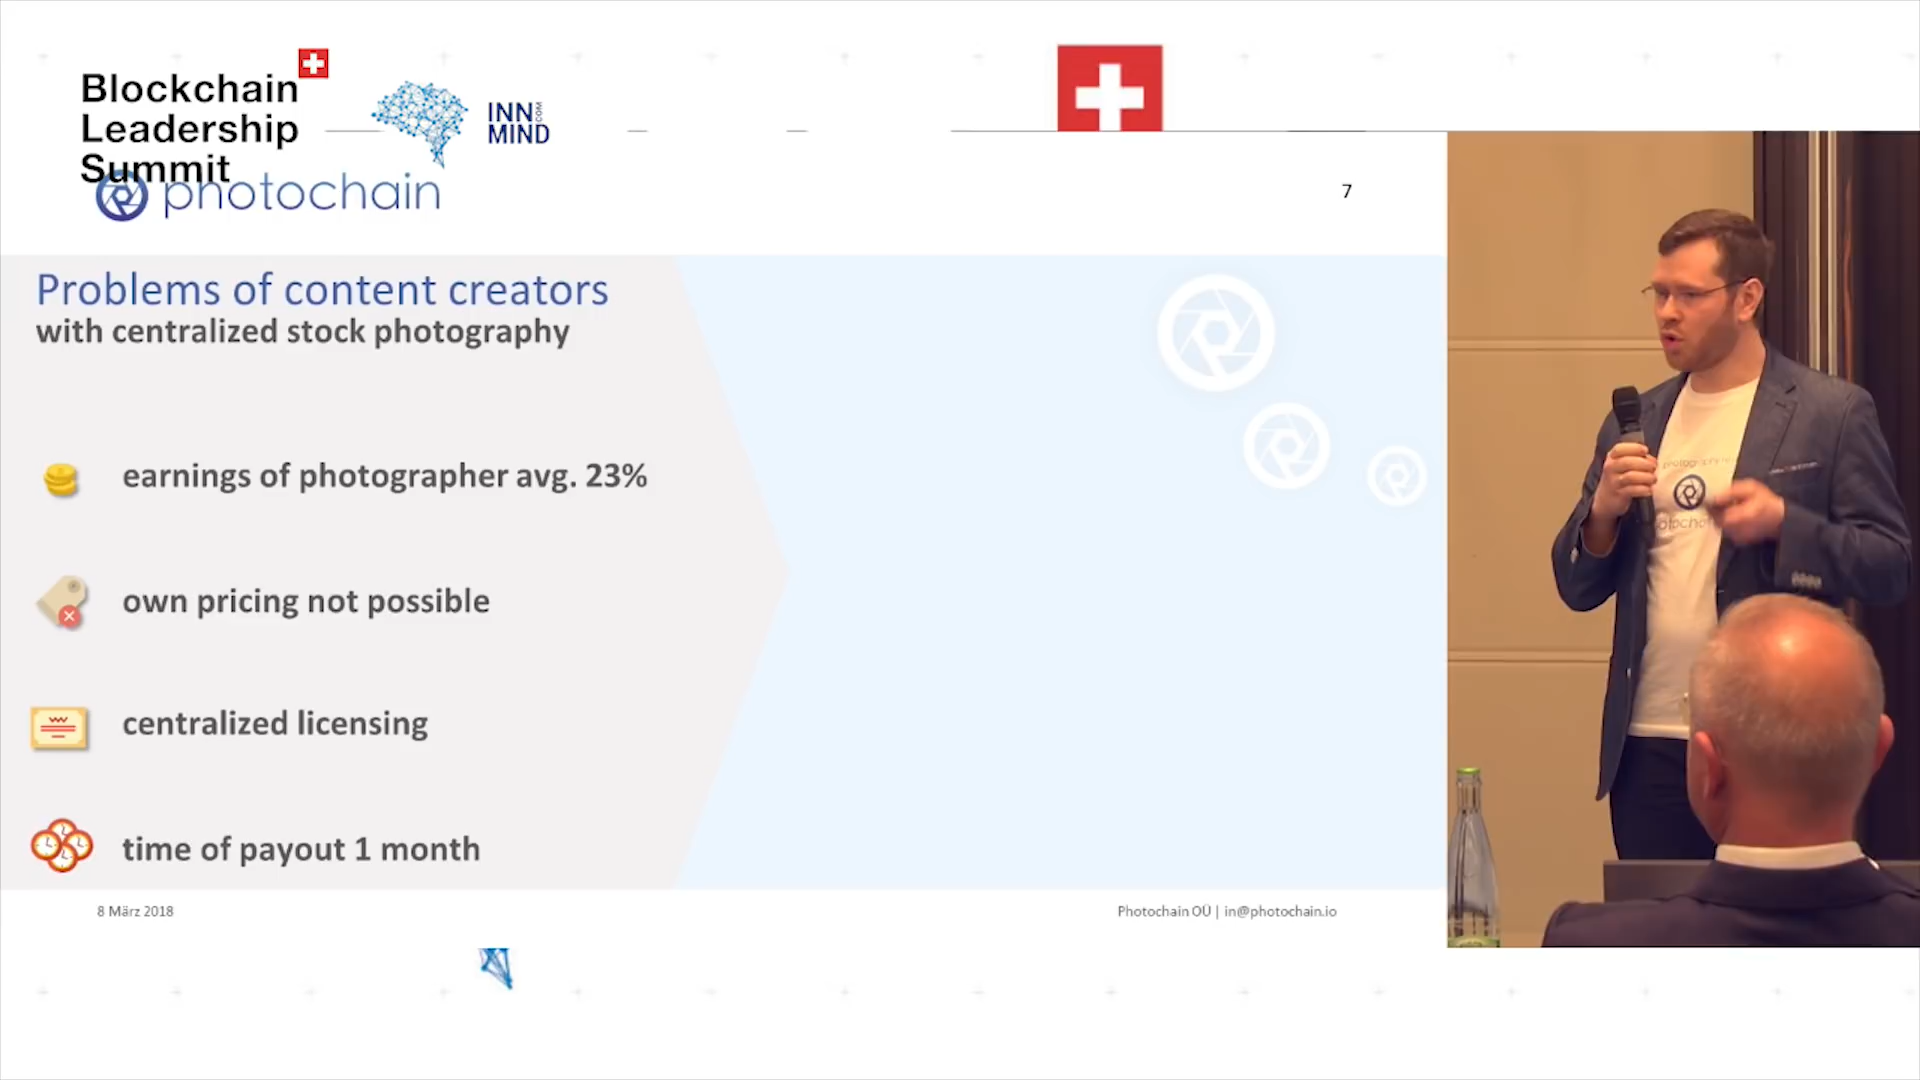 Blockchain
Leadership
Summit
INN
MIND
.COM
photochain
7
Problems of content creators
with centralized stock photography
earnings of photographer avg. 23%
own pricing not possible
centralized licensing
time of payout 1 month
8 März 2018
Photochain OÜ | in@photochain.io